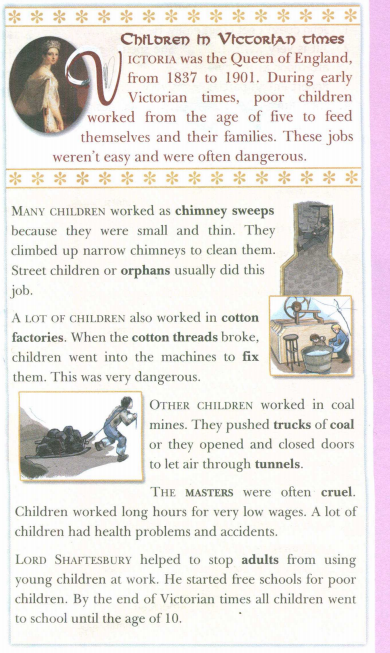 Children in Victorian times
VICTORIA was the Queen of England,
from 1837 to 1901. During early
Victorian times, poor children
worked from the age of five to feed
themselves and their families. These jobs
weren't easy and were often dangerous.
MANY CHILDREN worked as chimney sweeps
because they were small and thin. They
climbed up narrow chimneys to clean them.
Street children or orphans usually did this
job.
A LOT OF CHILDREN also worked in cotton
factories. When the cotton threads broke,
children went into the machines to fix
them. This was very dangerous.
OTHER CHILDREN worked in coal
mines. They pushed trucks of coal
or they opened and closed doors
to let air through tunnels.
THE MASTERS were often cruel.
Children worked long hours for very low wages. A lot of
children had health problems and accidents.
LORD SHAFTESBURY helped to stop adults from using
young children at work. He started free schools for poor
children. By the end of Victorian times all children went
to school until the age of 10.